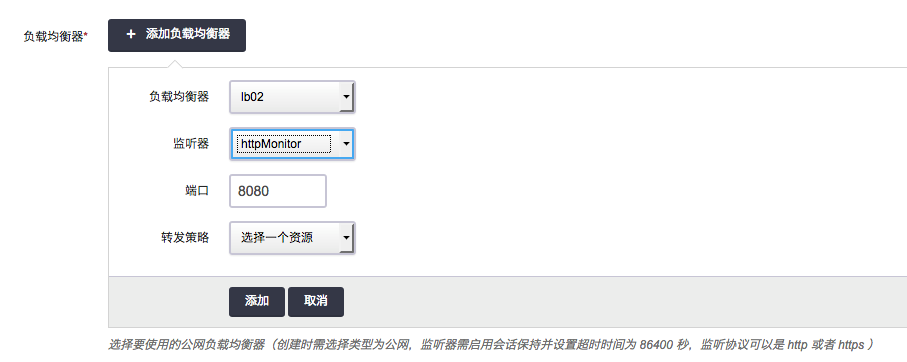 负载均衡器*
+ 添加负载均衡器
负载均衡器 lb02
监听器 httpMonitor
端口 8080
转发策略 选择一个资源
添加 取消
选择要使用的公网负载均衡器（创建时需选择类型为公网，监听器需启用会话保持并设置超时时间为 86400 秒，监听协议可以是 http 或者 https ）